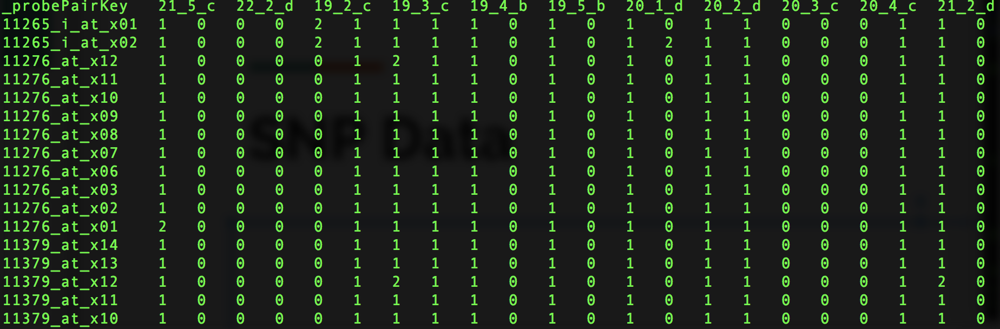 _probePairKey 21_5_c 22_2_d 19_2_c 19_3_c 19_4_b 19_5_b 20_1_d 20_2_d 20_3_c 20_4_c 21_2_d
11265_i_at_x01 1 0 0 0 2 1 1 1 1 0 1 0 1 0 1 1 0 0 0 1 1 0
11265_i_at_x02 1 0 0 0 2 1 1 1 1 0 1 0 1 2 1 1 0 0 0 1 1 0
11276_at_x12 1 0 0 0 0 1 2 1 1 0 1 0 1 0 1 1 0 0 0 1 1 0
11276_at_x11 1 0 0 0 0 1 1 1 1 0 1 0 1 0 1 1 0 0 0 1 1 0
11276_at_x10 1 0 0 0 0 1 1 1 1 0 1 0 1 0 1 1 0 0 0 1 1 0
11276_at_x09 1 0 0 0 0 1 1 1 1 0 1 0 1 0 1 1 0 0 0 1 1 0
11276_at_x08 1 0 0 0 0 1 1 1 1 0 1 0 1 0 1 1 0 0 0 1 1 0
11276_at_x07 1 0 0 0 0 1 1 1 1 0 1 0 1 0 1 1 0 0 0 1 1 0
11276_at_x06 1 0 0 0 0 1 1 1 1 0 1 0 1 0 1 1 0 0 0 1 1 0
11276_at_x03 1 0 0 0 0 1 1 1 1 0 1 0 1 0 1 1 0 0 0 1 1 0
11276_at_x02 1 0 0 0 0 1 1 1 1 0 1 0 1 0 1 1 0 0 0 1 1 0
11276_at_x01 2 0 0 0 0 1 1 1 1 0 1 0 1 0 1 1 0 0 0 1 1 0
11379_at_x14 1 0 0 0 0 1 1 1 1 0 1 0 1 0 1 1 0 0 0 1 1 0
11379_at_x13 1 0 0 0 0 1 1 1 1 0 1 0 1 0 1 1 0 0 0 1 1 0
11379_at_x12 1 0 0 0 0 1 2 1 1 0 1 0 1 0 1 1 0 0 0 1 2 0
11379_at_x11 1 0 0 0 0 1 1 1 1 0 1 0 1 0 1 1 0 0 0 1 1 0
11379_at_x10 1 0 0 0 0 1 1 1 1 0 1 0 1 0 1 1 0 0 0 1 1 0
SNP Data